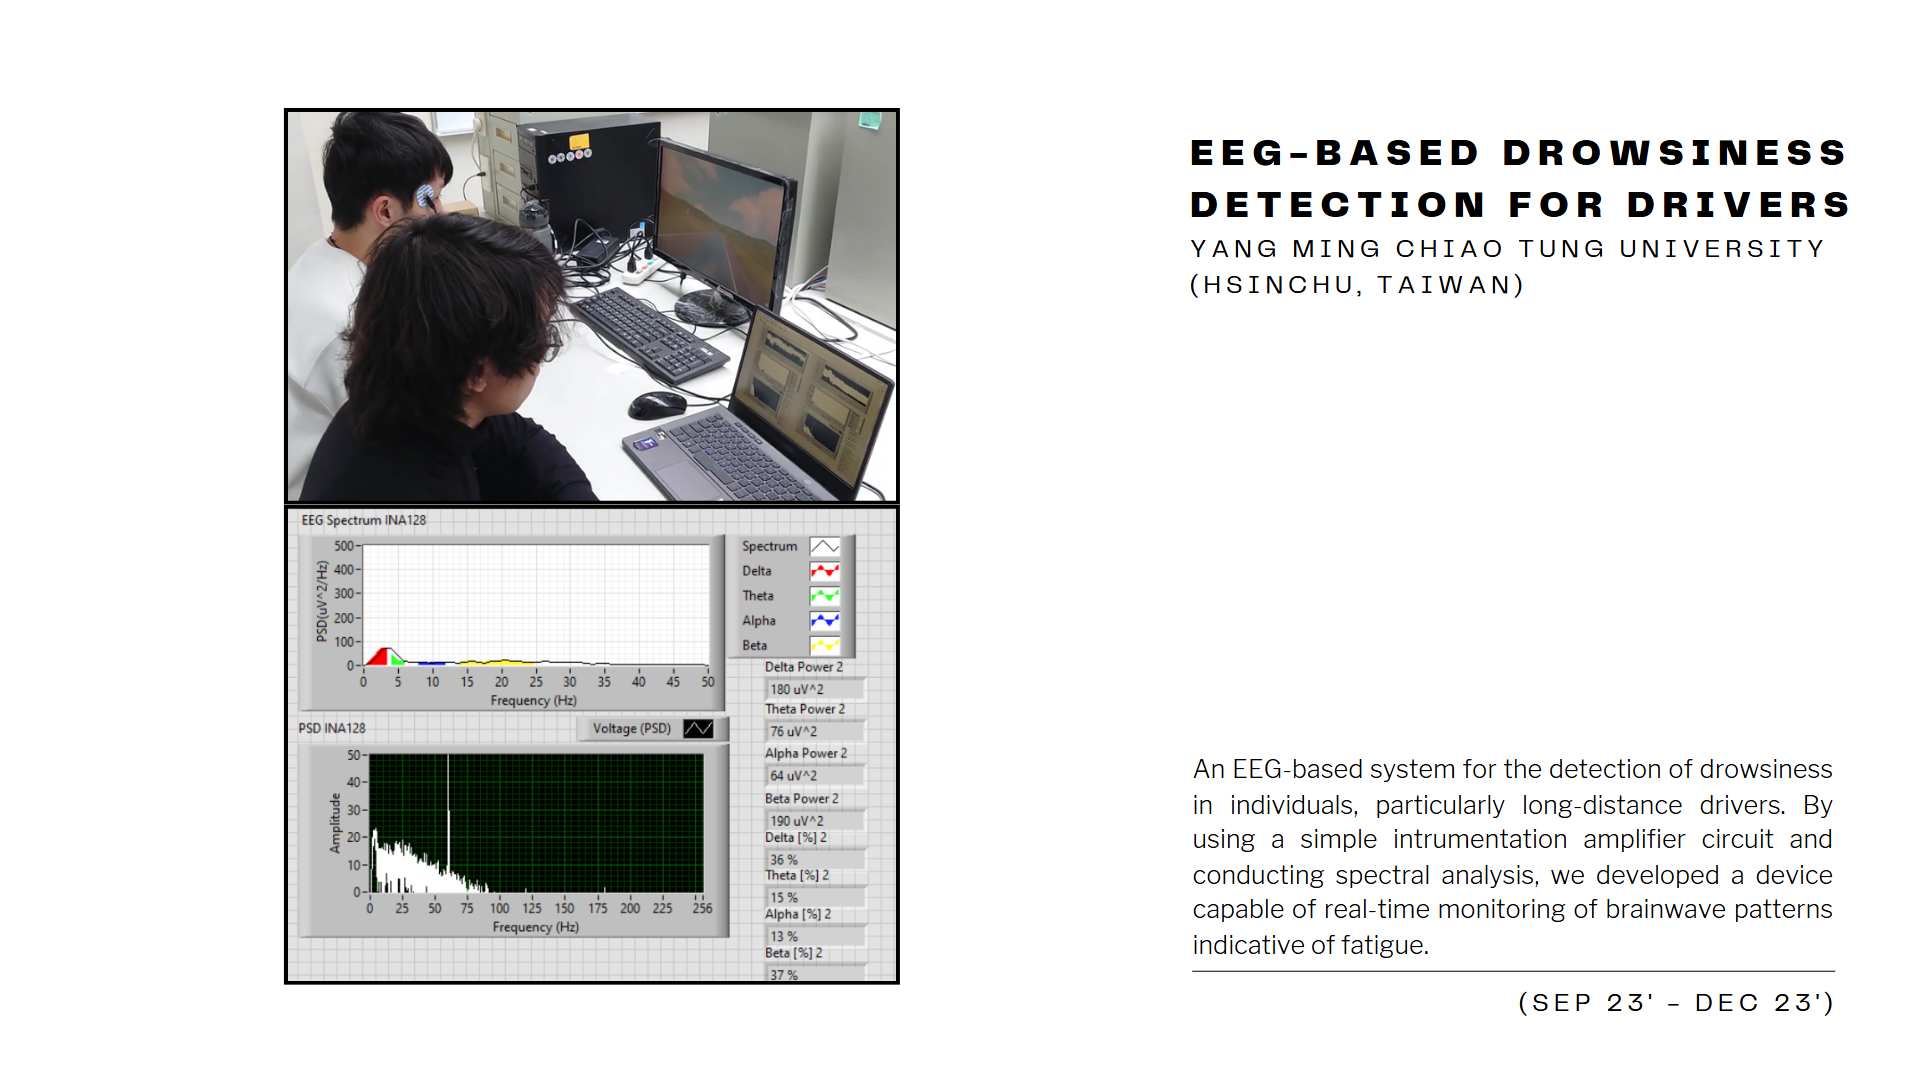 EEG-BASED DROWSINESS
DETECTION FOR DRIVERS
YANG MING CHIAO TUNG UNIVERSITY
(HSINCHU, TAIWAN)
EEG Spectrum INA128
500
400
300
200
100
0
PSD(uV^2/Hz)
0 5 10 15 20 25 30 35 40 45 50
Frequency (Hz)
Spectrum
Delta
Theta
Alpha
Beta
Delta Power 2
180 uV^2
Theta Power 2
76 uV^2
Alpha Power 2
64 uV^2
Beta Power 2
190 uV^2
Delta [%] 2
36 %
Theta [%] 2
15 %
Alpha [%] 2
13 %
Beta [%] 2
37 %
PSD INA128
Voltage (PSD)
50
40
30
20
10
0
Amplitude
0 25 50 75 100 125 150 175 200 225 256
Frequency (Hz)
An EEG-based system for the detection of drowsiness
in individuals, particularly long-distance drivers. By
using a simple intrumentation amplifier circuit and
conducting spectral analysis, we developed a device
capable of real-time monitoring of brainwave patterns
indicative of fatigue.
(SEP 23' – DEC 23')